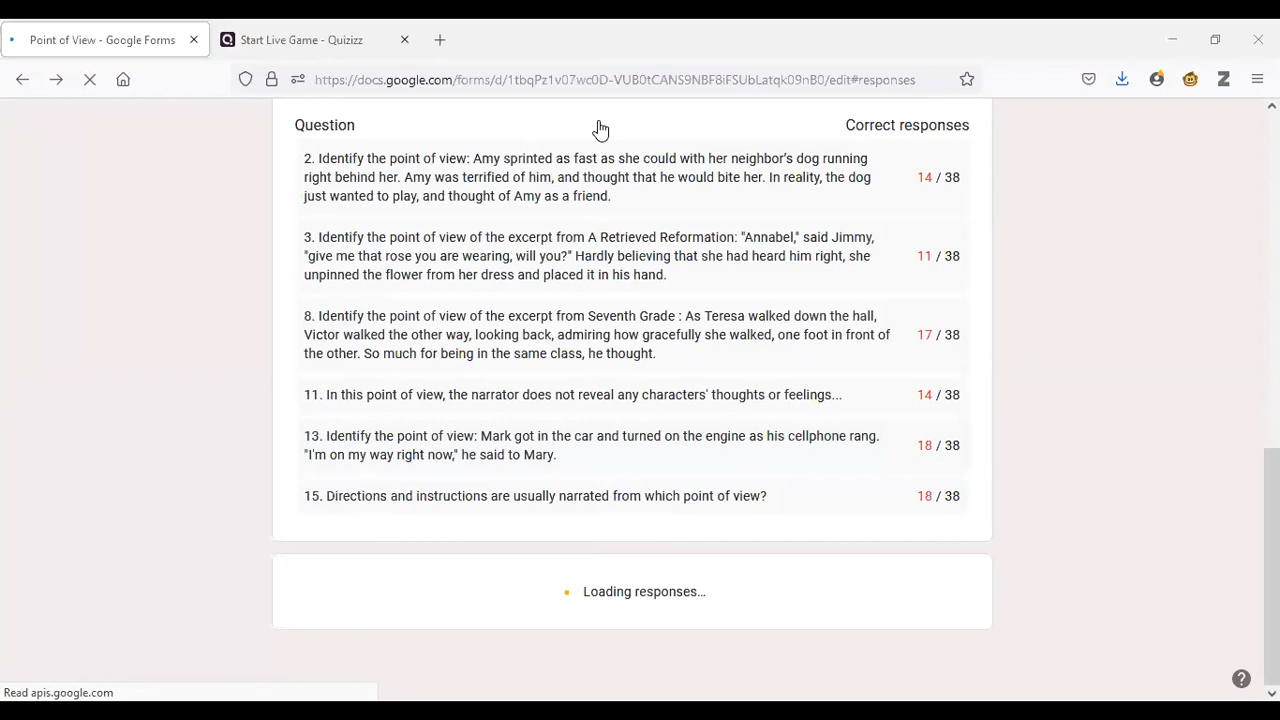 Point of View - Google Forms
Start Live Game - Quizizz
https://docs.google.com/forms/d/1tbqPz1v07wc0D-VUB0tCANS9NBF8iFSUbLatqk09nB0/edit#responses
Question
Correct responses
2. Identify the point of view: Amy sprinted as fast as she could with her neighbor's dog running
right behind her. Amy was terrified of him, and thought that he would bite her. In reality, the dog
just wanted to play, and thought of Amy as a friend.
14 / 38
3. Identify the point of view of the excerpt from A Retrieved Reformation: "Annabel," said Jimmy,
"give me that rose you are wearing, will you?" Hardly believing that she had heard him right, she
unpinned the flower from her dress and placed it in his hand.
11 / 38
8. Identify the point of view of the excerpt from Seventh Grade : As Teresa walked down the hall,
Victor walked the other way, looking back, admiring how gracefully she walked, one foot in front of
the other. So much for being in the same class, he thought.
17 / 38
11. In this point of view, the narrator does not reveal any characters' thoughts or feelings...
14 / 38
13. Identify the point of view: Mark got in the car and turned on the engine as his cellphone rang.
"I'm on my way right now," he said to Mary.
18 / 38
15. Directions and instructions are usually narrated from which point of view?
18 / 38
Loading responses...
Read apis.google.com